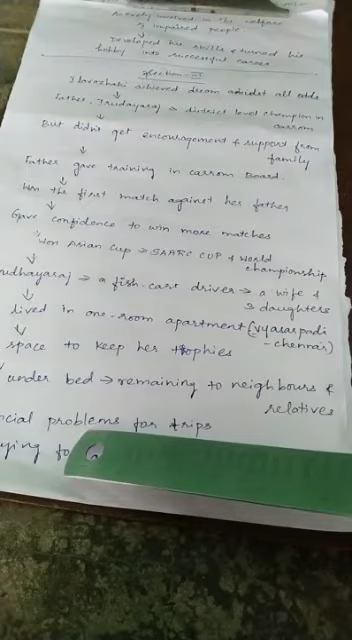 Actively involved in the welfare
of impaired people
↓
Developed his skills & turned his
hobby into successful career
Section - III
Ilavazhaki achieved dream amidst all odds
↓
Father, Irudayaraj → district level champion in
carrom
↓
But didn't get encouragement & support from
family
↓
Father gave training in carrom Board.
↓
Won the first match against her father
↓
Gave confidence to win more matches
↓
Won Asian Cup → SAARC CUP & World
championship
udhayaraj → a fish-cart driver → a wife &
3 daughters
↓
lived in one-room apartment (vyasarpadi
- chennai)
↓
space to keep her trophies
↓
under bed → remaining to neighbours &
relatives
cial problems for trips
ying fo